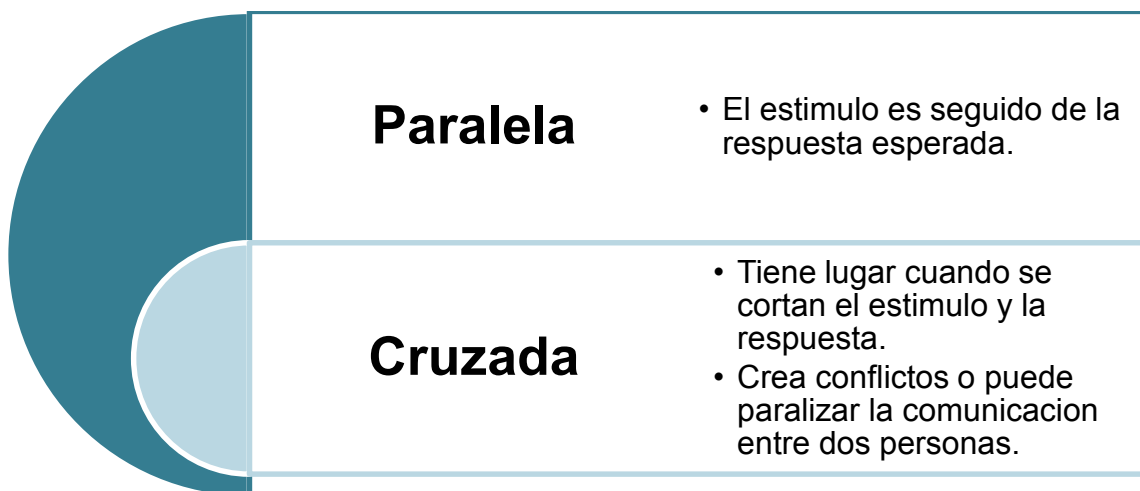 Paralela
• El estimulo es seguido de la
respuesta esperada.
Cruzada
• Tiene lugar cuando se
cortan el estimulo y la
respuesta.
• Crea conflictos o puede
paralizar la comunicacion
entre dos personas.